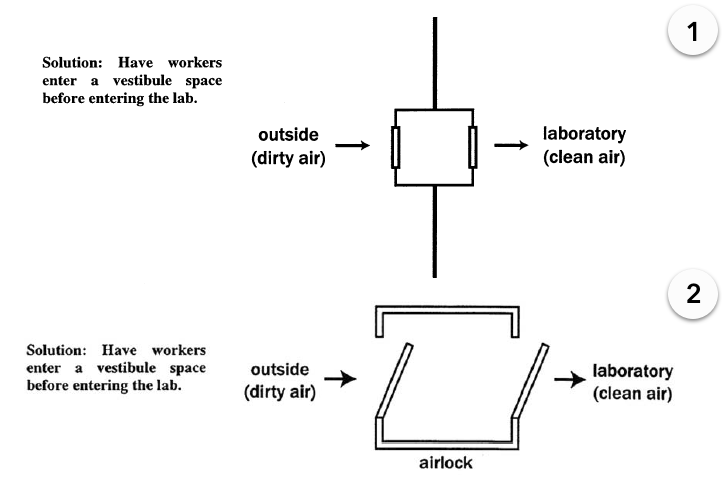 1
Solution: Have workers
enter a vestibule space
before entering the lab.
outside
(dirty air)
laboratory
(clean air)
2
Solution: Have workers
enter a vestibule space
before entering the lab.
outside
(dirty air)
laboratory
(clean air)
airlock